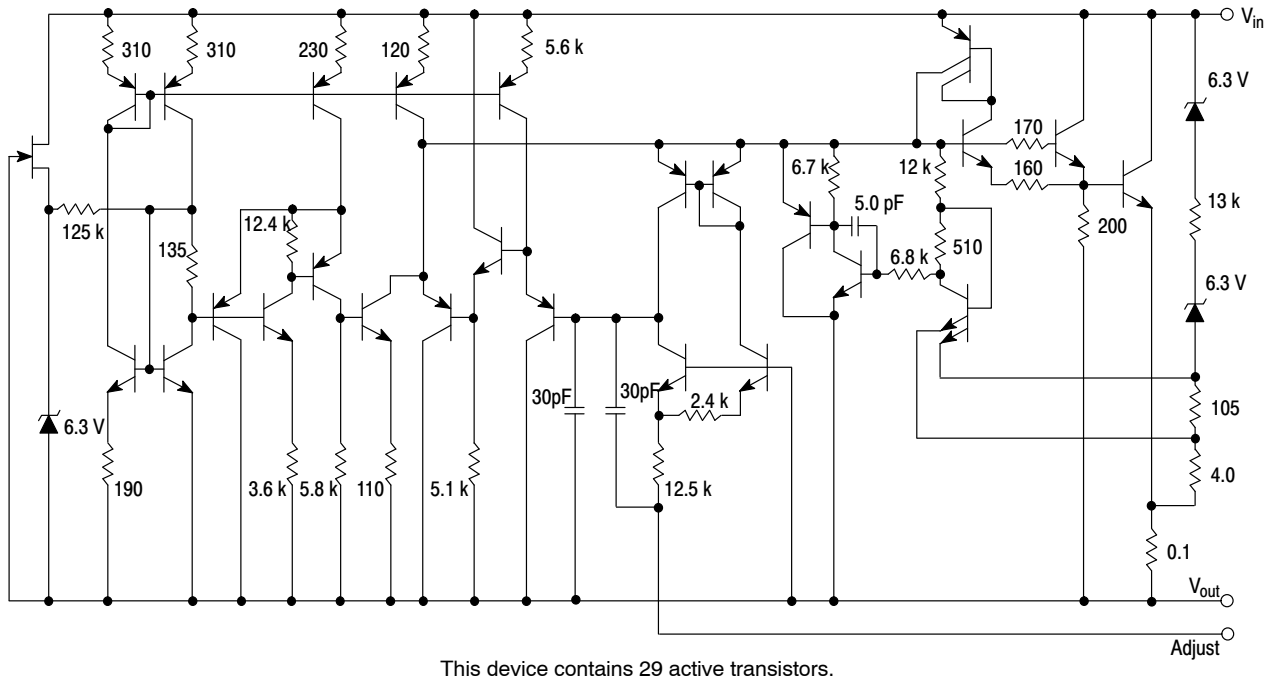 310
310
230
120
5.6 k
V_in
6.3 V
170
160
6.7 k
12 k
5.0 pF
13 k
125 k
135
12.4 k
200
6.8 k
510
6.3 V
30pF
30pF
2.4 k
105
6.3 V
190
3.6 k
5.8 k
110
5.1 k
12.5 k
4.0
0.1
V_out
Adjust
This device contains 29 active transistors.